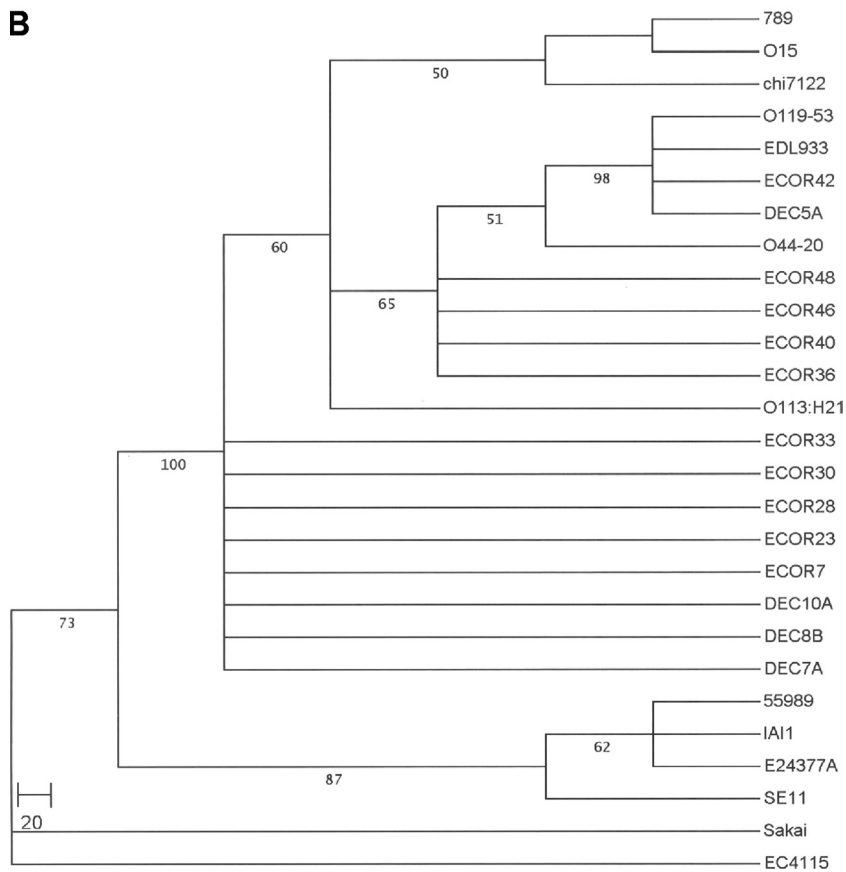 B
789
O15
50
chi7122
O119-53
EDL933
98
ECOR42
DEC5A
51
60
O44-20
ECOR48
65
ECOR46
ECOR40
ECOR36
O113:H21
ECOR33
100
ECOR30
ECOR28
ECOR23
ECOR7
DEC10A
73
DEC8B
DEC7A
55989
IAI1
62
E24377A
87
SE11
20
Sakai
EC4115